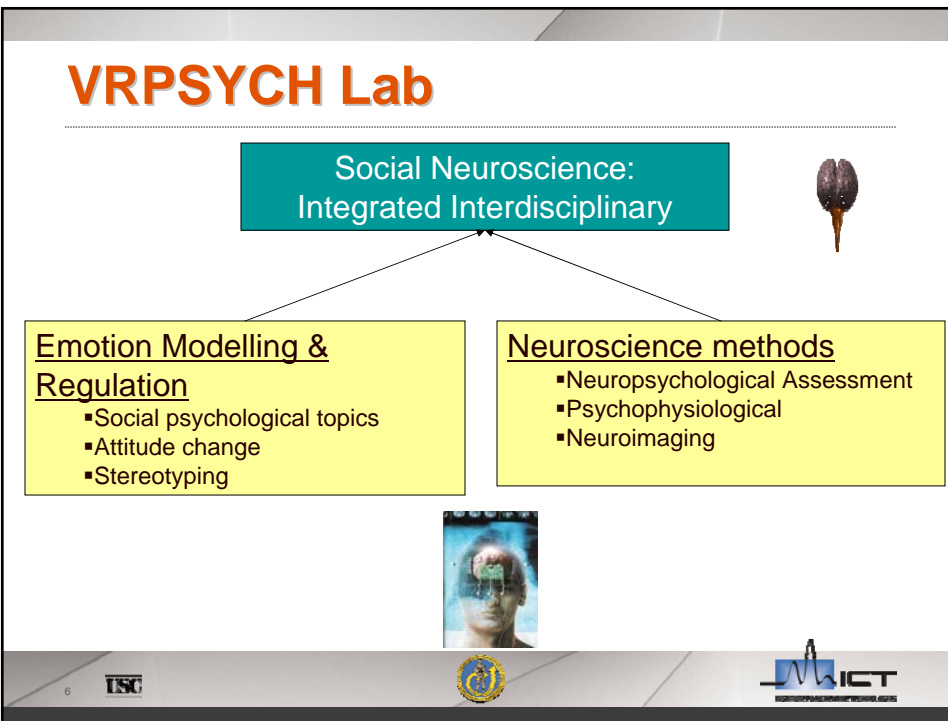 VRPSYCH Lab
Social Neuroscience:
Integrated Interdisciplinary
Emotion Modelling &
Regulation
▪Social psychological topics
▪Attitude change
▪Stereotyping
Neuroscience methods
▪Neuropsychological Assessment
▪Psychophysiological
▪Neuroimaging
6
USC
ICT